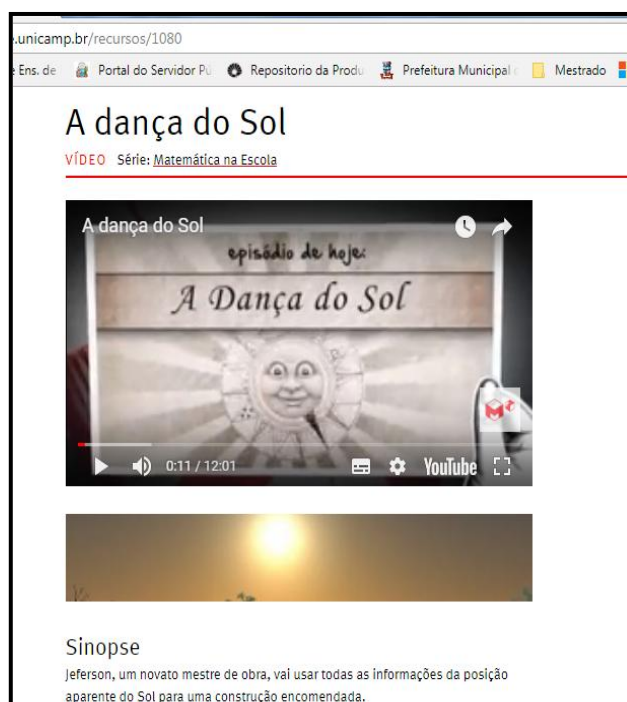 .unicamp.br/recursos/1080
Ens. de Portal do Servidor Pú Repositorio da Produ Prefeitura Municipal Mestrado
A dança do Sol
VÍDEO Série: Matemática na Escola
A dança do Sol
episódio de hoje:
A Dança do Sol
0:11 / 12:01 YouTube
Sinopse
Jeferson, um novato mestre de obra, vai usar todas as informações da posição
aparente do Sol para uma construção encomendada.